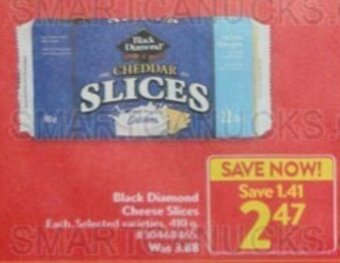 SMARTCANUCKS.
Black
Diamond
CHEDDAR
SLICES
SMARTCANUCKS.
Black Diamond
Cheese Slices
Each. Selected varieties, 410 g
Was 3.88
SAVE NOW!
Save 1.41
2 47
SMARTCANUCKS.